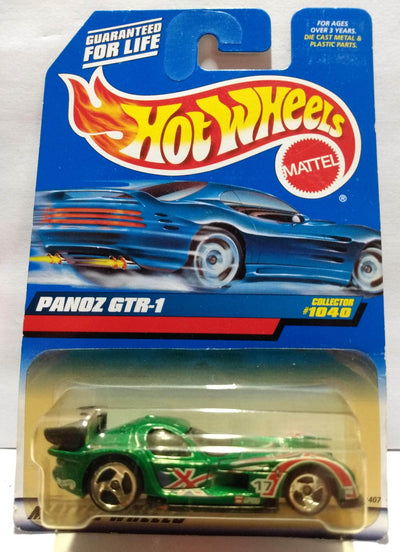 GUARANTEED
FOR LIFE
FOR AGES
OVER 3 YEARS.
DIE CAST METAL &
PLASTIC PARTS.
HOT WHEELS
MATTEL
®
PANOZ GTR-1
COLLECTOR
#1040
17